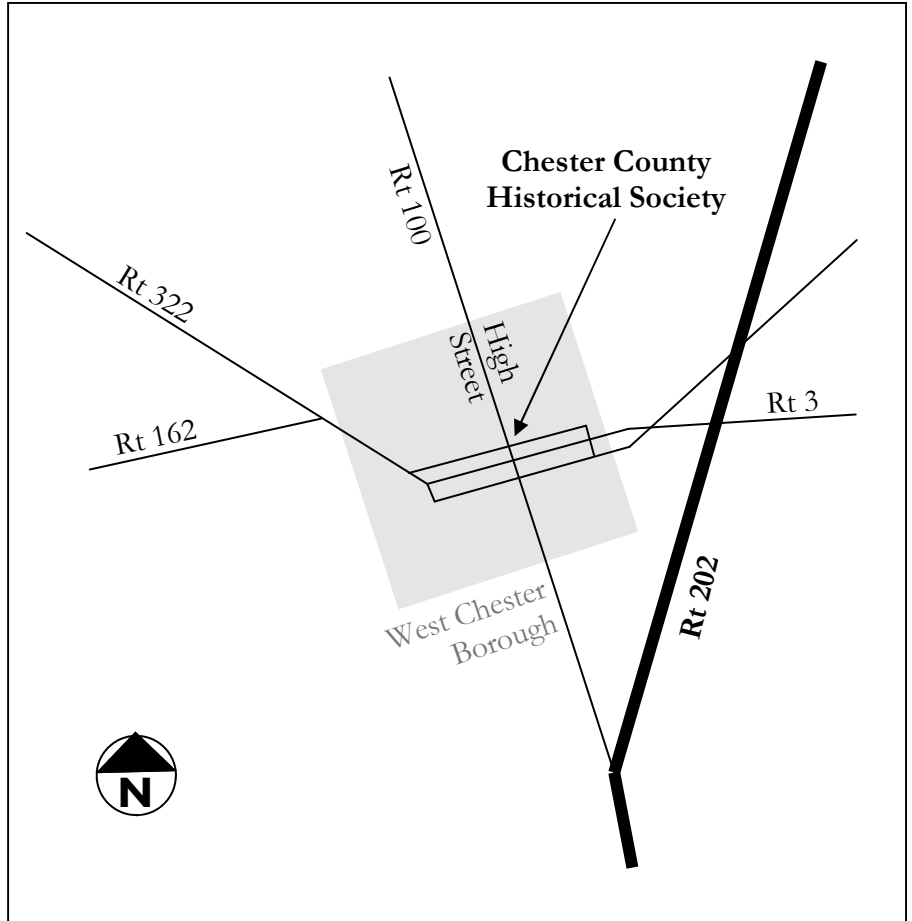 Chester County
Historical Society
Rt 100
Rt 322
High
Street
Rt 3
Rt 162
Rt 202
West Chester
Borough
N